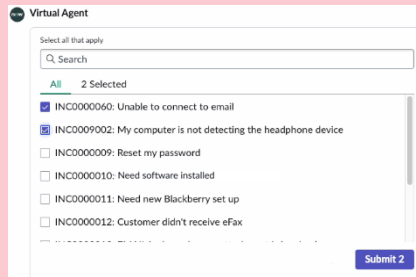 now Virtual Agent
Select all that apply
Search
All 2 Selected
INC0000060: Unable to connect to email
INC0009002: My computer is not detecting the headphone device
INC0000009: Reset my password
INC0000010: Need software installed
INC0000011: Need new Blackberry set up
INC0000012: Customer didn't receive eFax
Submit 2